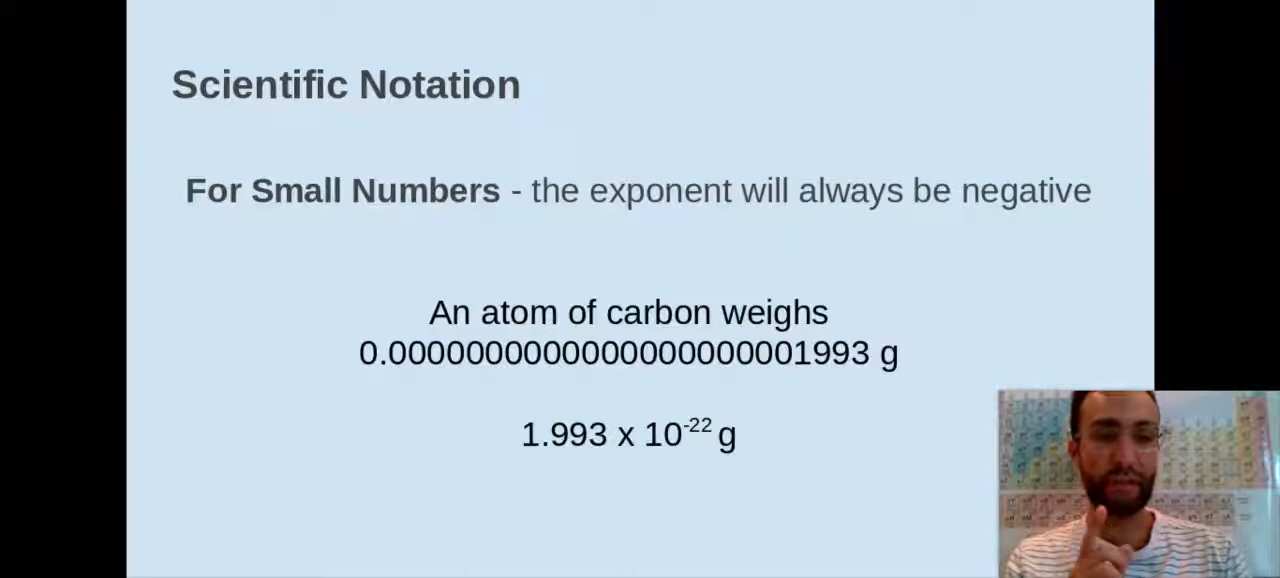 Scientific Notation
For Small Numbers - the exponent will always be negative
An atom of carbon weighs
0.0000000000000000000001993 g
1.993 x 10⁻²² g